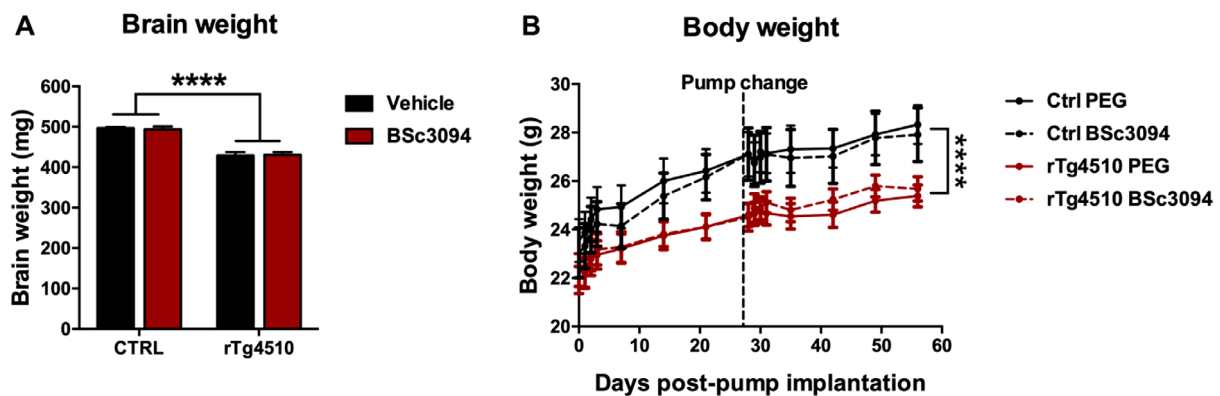 A
Brain weight
****
Brain weight (mg)
600
500
400
300
200
100
0
CTRL
rTg4510
Vehicle
BSc3094
B
Body weight
Pump change
Body weight (g)
30
28
26
24
22
20
0
10
20
30
40
50
60
Days post-pump implantation
****
Ctrl PEG
Ctrl BSc3094
rTg4510 PEG
rTg4510 BSc3094